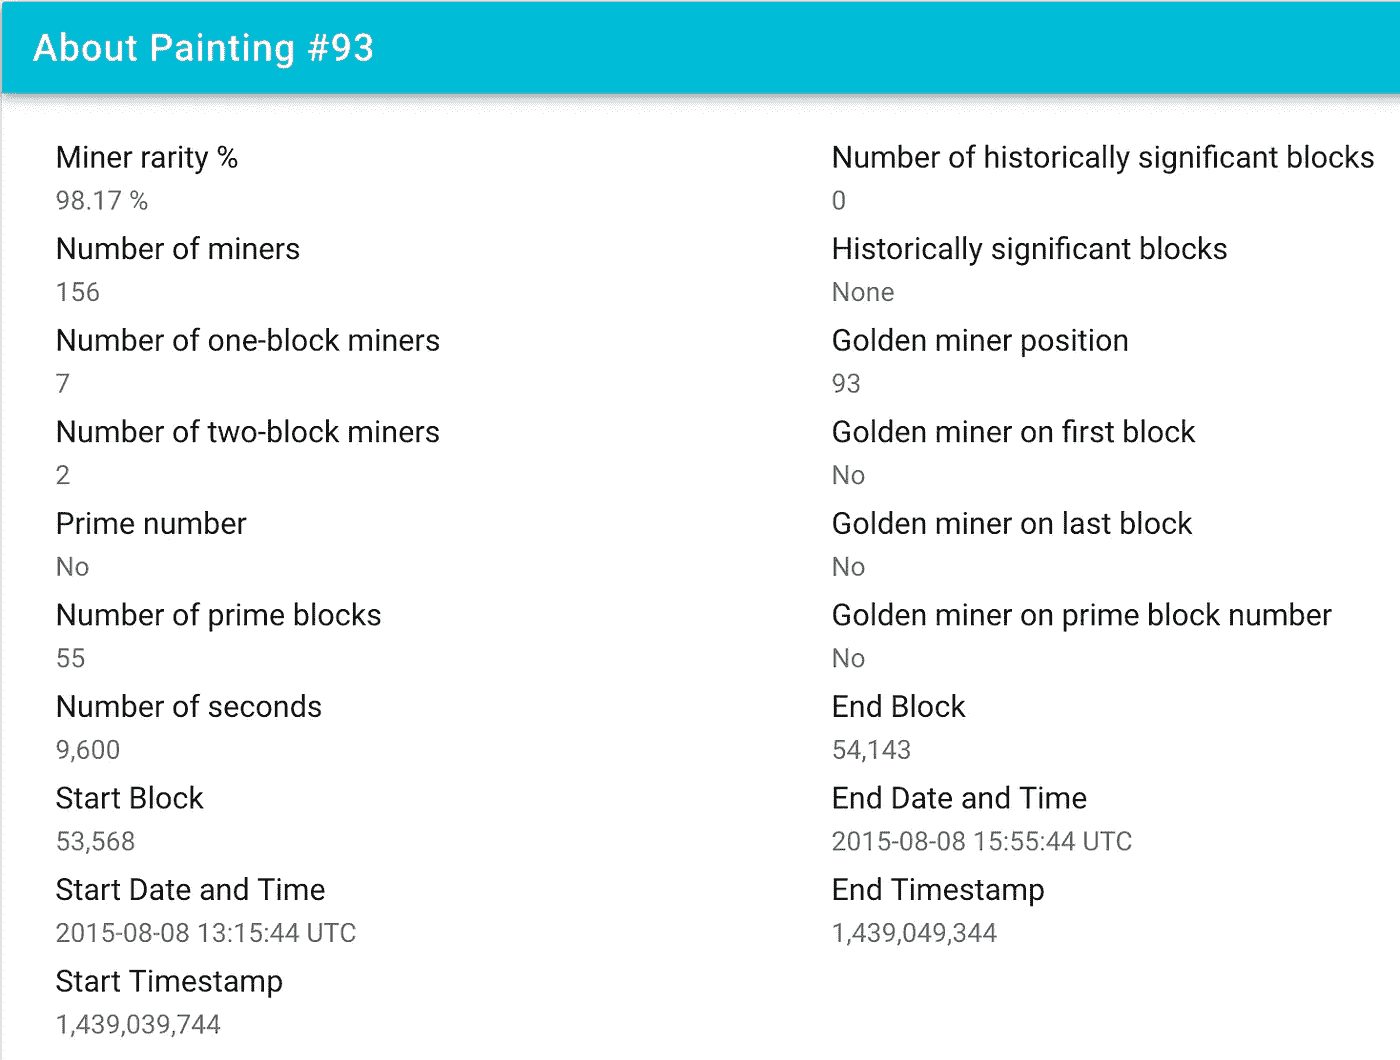 About Painting #93
Miner rarity %
98.17 %
Number of miners
156
Number of one-block miners
7
Number of two-block miners
2
Prime number
No
Number of prime blocks
55
Number of seconds
9,600
Start Block
53,568
Start Date and Time
2015-08-08 13:15:44 UTC
Start Timestamp
1,439,039,744
Number of historically significant blocks
0
Historically significant blocks
None
Golden miner position
93
Golden miner on first block
No
Golden miner on last block
No
Golden miner on prime block number
No
End Block
54,143
End Date and Time
2015-08-08 15:55:44 UTC
End Timestamp
1,439,049,344